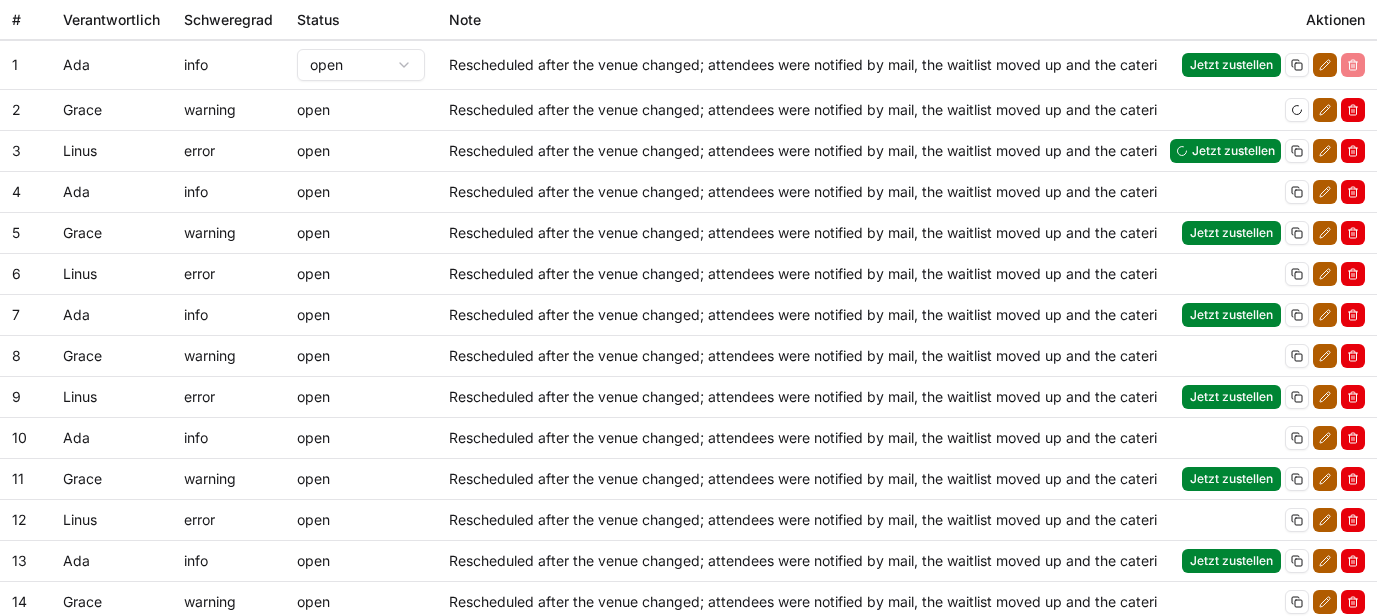 # Verantwortlich Schweregrad Status Note Aktionen
1 Ada info open Rescheduled after the venue changed; attendees were notified by mail, the waitlist moved up and the cateri Jetzt zustellen
2 Grace warning open Rescheduled after the venue changed; attendees were notified by mail, the waitlist moved up and the cateri
3 Linus error open Rescheduled after the venue changed; attendees were notified by mail, the waitlist moved up and the cateri Jetzt zustellen
4 Ada info open Rescheduled after the venue changed; attendees were notified by mail, the waitlist moved up and the cateri
5 Grace warning open Rescheduled after the venue changed; attendees were notified by mail, the waitlist moved up and the cateri Jetzt zustellen
6 Linus error open Rescheduled after the venue changed; attendees were notified by mail, the waitlist moved up and the cateri
7 Ada info open Rescheduled after the venue changed; attendees were notified by mail, the waitlist moved up and the cateri Jetzt zustellen
8 Grace warning open Rescheduled after the venue changed; attendees were notified by mail, the waitlist moved up and the cateri
9 Linus error open Rescheduled after the venue changed; attendees were notified by mail, the waitlist moved up and the cateri Jetzt zustellen
10 Ada info open Rescheduled after the venue changed; attendees were notified by mail, the waitlist moved up and the cateri
11 Grace warning open Rescheduled after the venue changed; attendees were notified by mail, the waitlist moved up and the cateri Jetzt zustellen
12 Linus error open Rescheduled after the venue changed; attendees were notified by mail, the waitlist moved up and the cateri
13 Ada info open Rescheduled after the venue changed; attendees were notified by mail, the waitlist moved up and the cateri Jetzt zustellen
14 Grace warning open Rescheduled after the venue changed; attendees were notified by mail, the waitlist moved up and the cateri